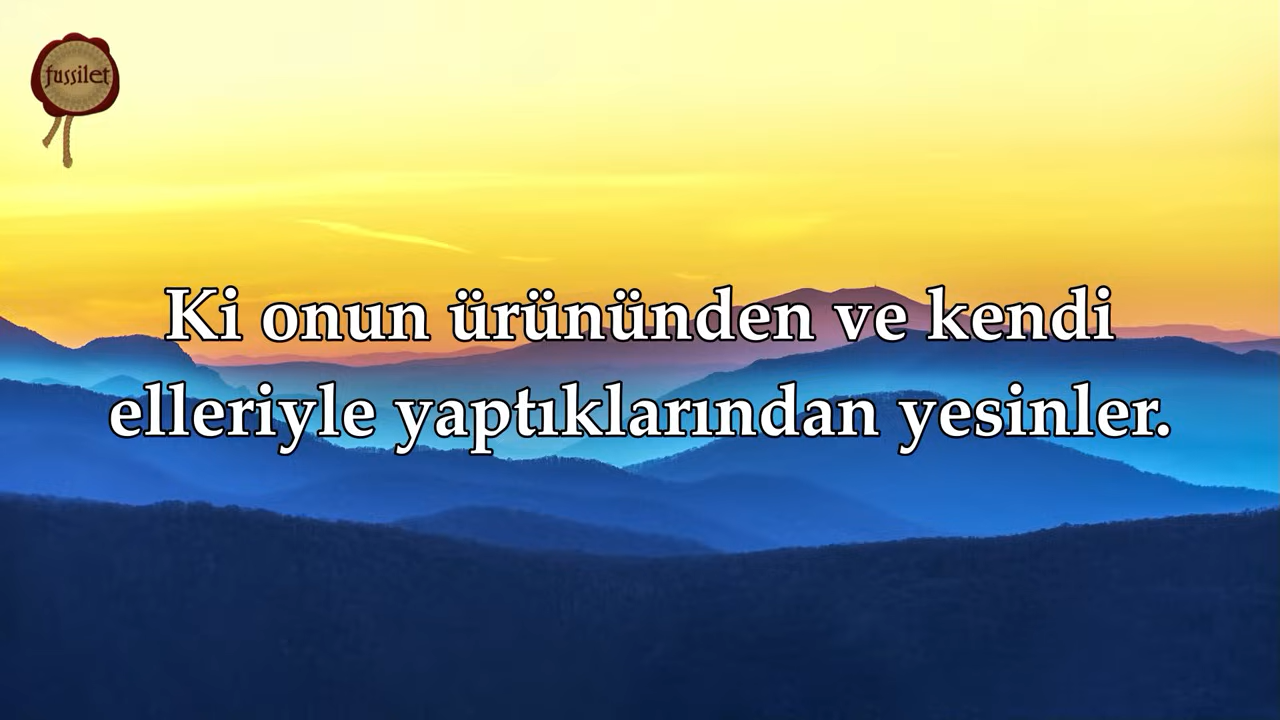 fussilet
Ki onun ürününden ve kendi
elleriyle yaptıklarından yesinler.